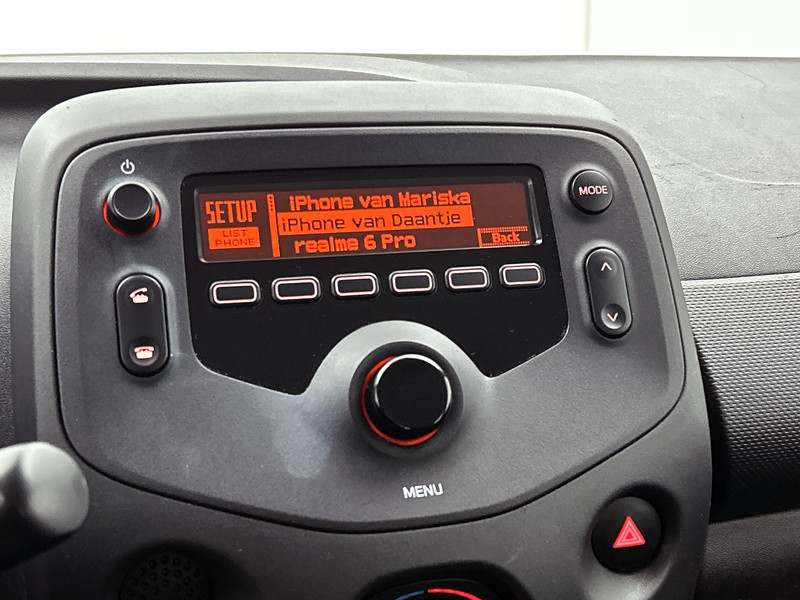 SETUP
LIST
PHONE
iPhone van Mariska
iPhone van Daantje
realme 6 Pro
Back
MODE
MENU